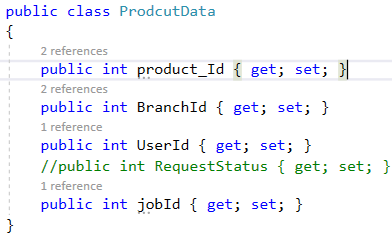 public class ProdcutData
{
2 references
public int product_Id { get; set; }
2 references
public int BranchId { get; set; }
1 reference
public int UserId { get; set; }
//public int RequestStatus { get; set; }
1 reference
public int jobId { get; set; }
}